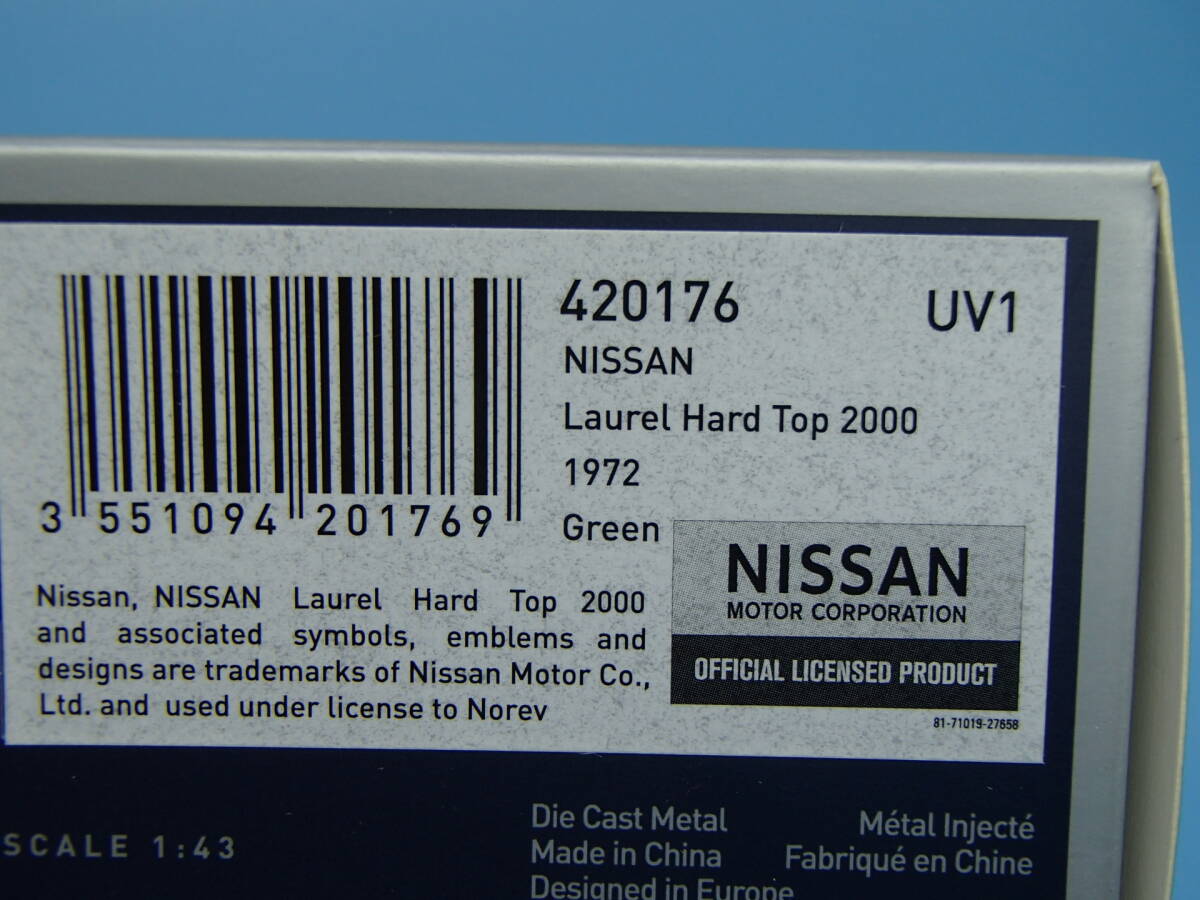 420176 UV1
NISSAN
Laurel Hard Top 2000
1972
Green
3 551094 201769
NISSAN
MOTOR CORPORATION
OFFICIAL LICENSED PRODUCT
81-71019-27658
Nissan, NISSAN Laurel Hard Top 2000
and associated symbols, emblems and
designs are trademarks of Nissan Motor Co.,
Ltd. and used under license to Norev
SCALE 1:43
Die Cast Metal
Made in China
Designed in Europe
Métal Injecté
Fabriqué en Chine